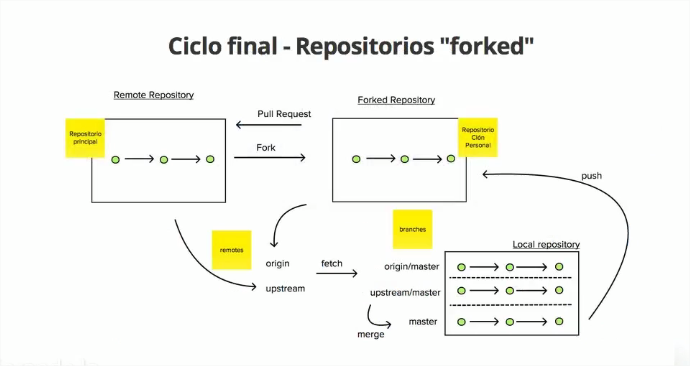 Ciclo final - Repositorios "forked"
Remote Repository
Forked Repository
Pull Request
Repositorio
principal
Repositorio
Clon
Personal
Fork
push
remotes
branches
Local repository
origin
fetch
origin/master
upstream
upstream/master
master
merge